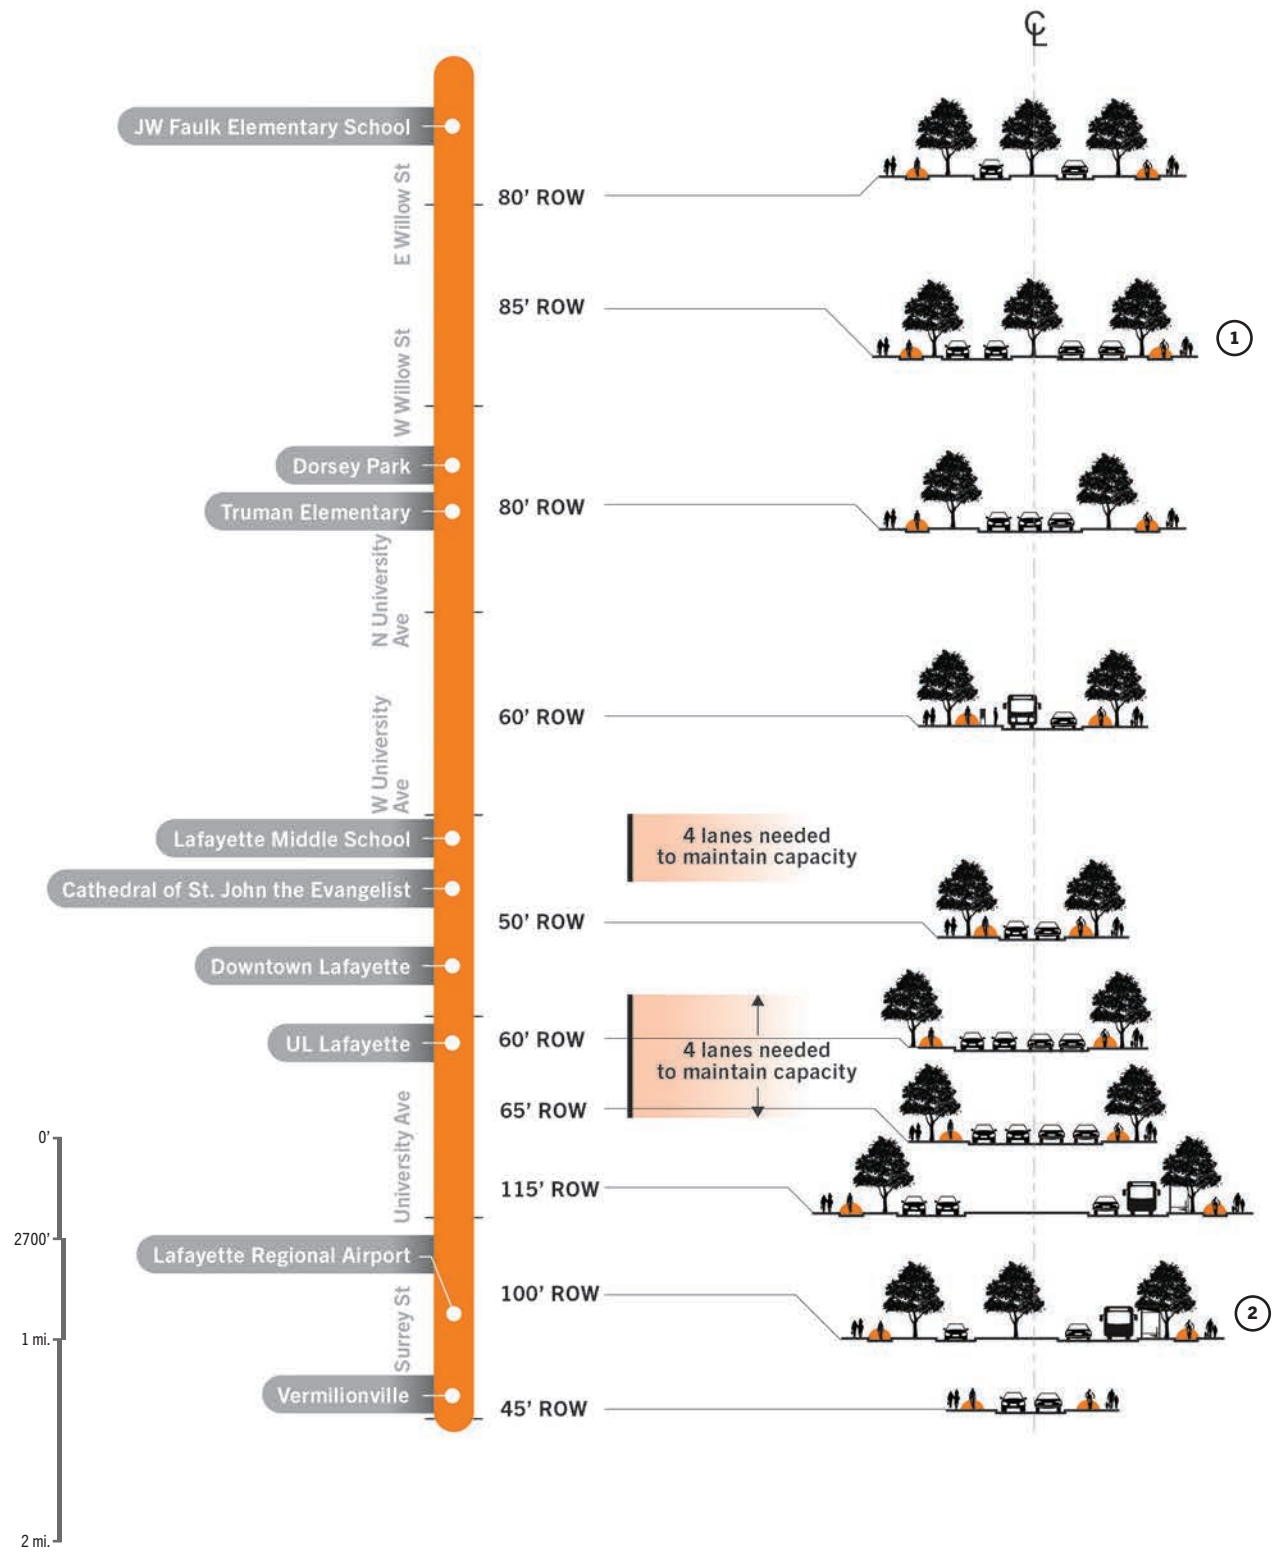 CL
JW Faulk Elementary School
E Willow St
80' ROW
85' ROW
1
W Willow St
Dorsey Park
Truman Elementary
80' ROW
N University
Ave
60' ROW
W University
Ave
Lafayette Middle School
4 lanes needed
to maintain capacity
Cathedral of St. John the Evangelist
50' ROW
Downtown Lafayette
UL Lafayette
60' ROW
4 lanes needed
to maintain capacity
65' ROW
University Ave
115' ROW
Lafayette Regional Airport
100' ROW
2
Surrey St
Vermilionville
45' ROW
0'
2700'
1 mi.
2 mi.